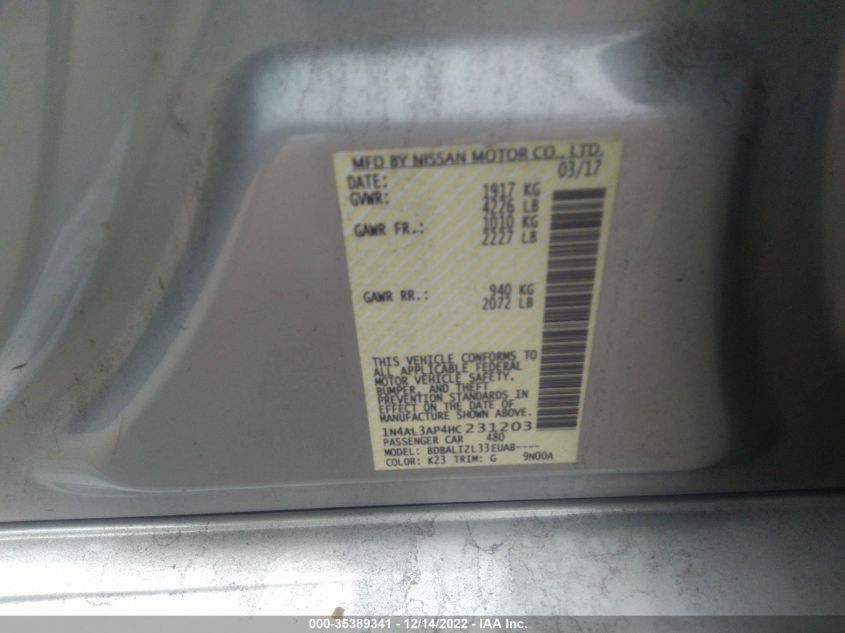 MFD BY NISSAN MOTOR CO., LTD.
DATE: 03/17
GVWR: 1917 KG
4226 LB
GAWR FR.: 1010 KG
2227 LB
GAWR RR.: 940 KG
2072 LB
THIS VEHICLE CONFORMS TO
ALL APPLICABLE FEDERAL
MOTOR VEHICLE SAFETY,
BUMPER, AND THEFT
PREVENTION STANDARDS IN
EFFECT ON THE DATE OF
MANUFACTURE SHOWN ABOVE.
1N4AL3AP4HC231203
PASSENGER CAR 480
MODEL: BDBALIZL33EUAB----
COLOR: K23 TRIM: G 9N00A
000-35389341 - 12/14/2022 - IAA Inc.